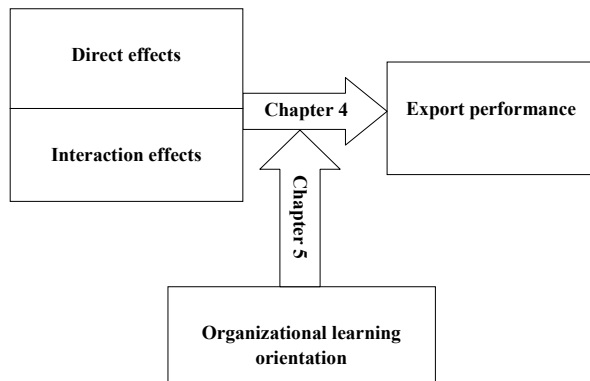 Direct effects
Chapter 4
Export performance
Interaction effects
Chapter 5
Organizational learning
orientation